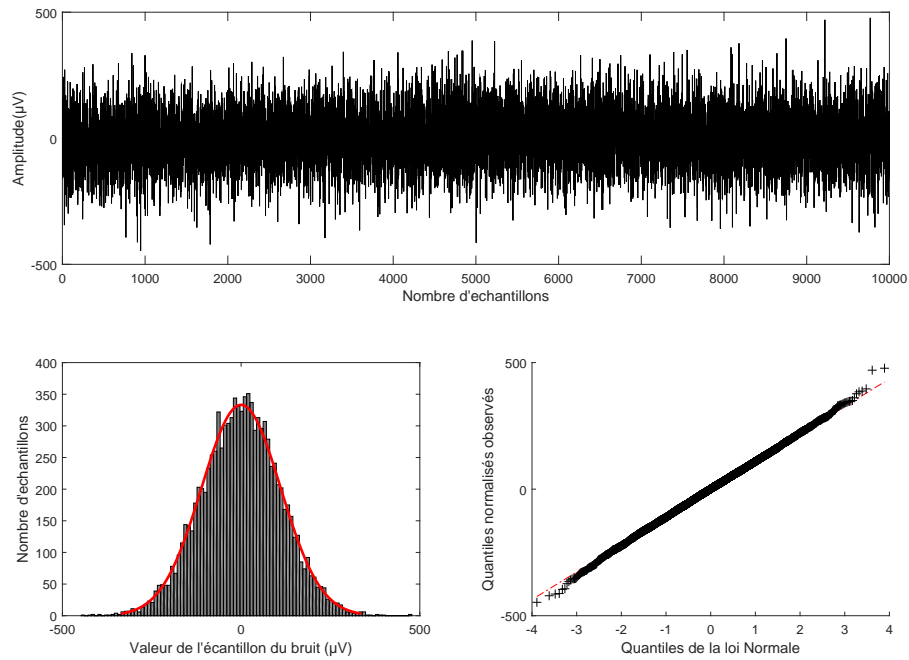 500
0
-500
Amplitude(µV)
0 1000 2000 3000 4000 5000 6000 7000 8000 9000 10000
Nombre d'echantillons
400
350
300
250
200
150
100
50
0
Nombre d'echantillons
-500 0 500
Valeur de l'écantillon du bruit (µV)
500
0
-500
Quantiles normalisés observés
-4 -3 -2 -1 0 1 2 3 4
Quantiles de la loi Normale